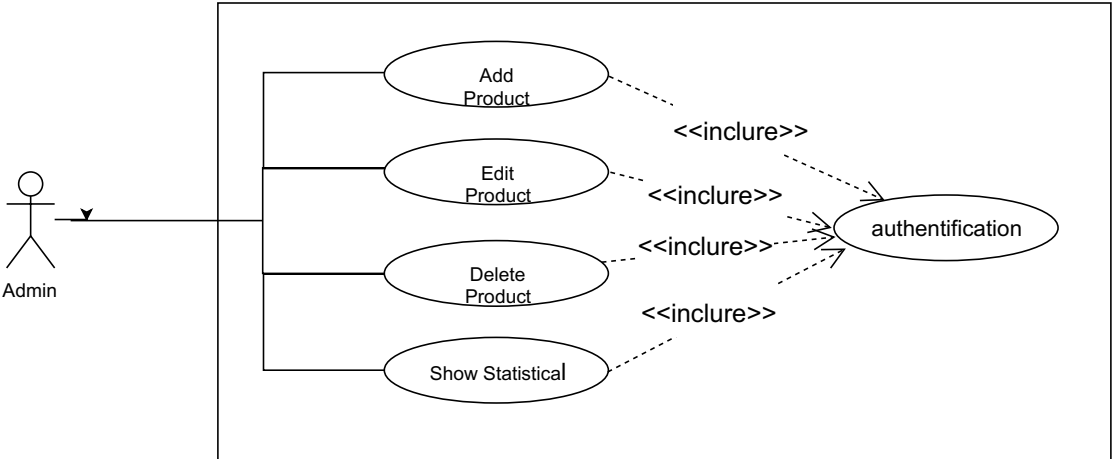 Add
Product
<<inclure>>
Edit
Product
<<inclure>>
authentification
<<inclure>>
Delete
Product
Admin
<<inclure>>
Show Statistical